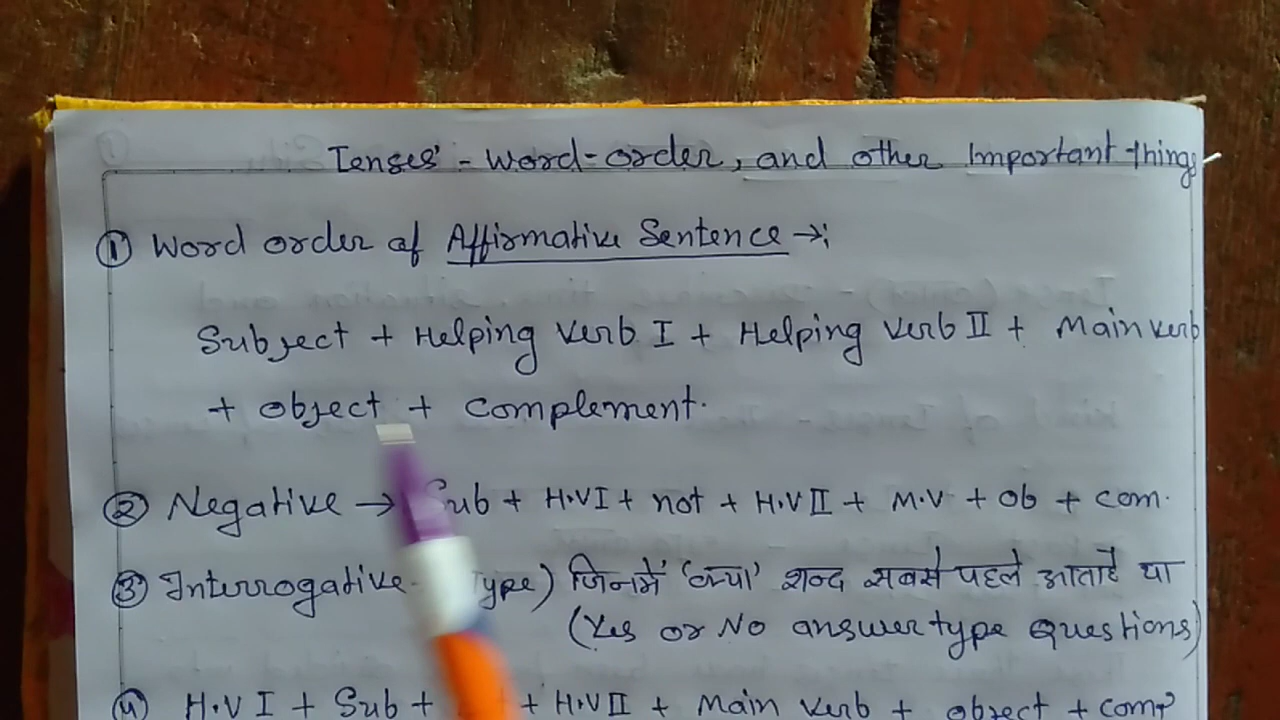 Tenses' - Word-order, and other Important things
① Word order of Affirmative Sentence →:
Subject + Helping Verb I + Helping Verb II + Main verb
+ object + complement.
② Negative → Sub + H.V I + not + H.V II + M.V + ob + com.
③ Interrogative Type) जिनमें 'क्या' शब्द सबसे पहले आता है या
(Yes or No answer type questions)
④ H.V I + Sub + + H.V II + Main verb + object + comp